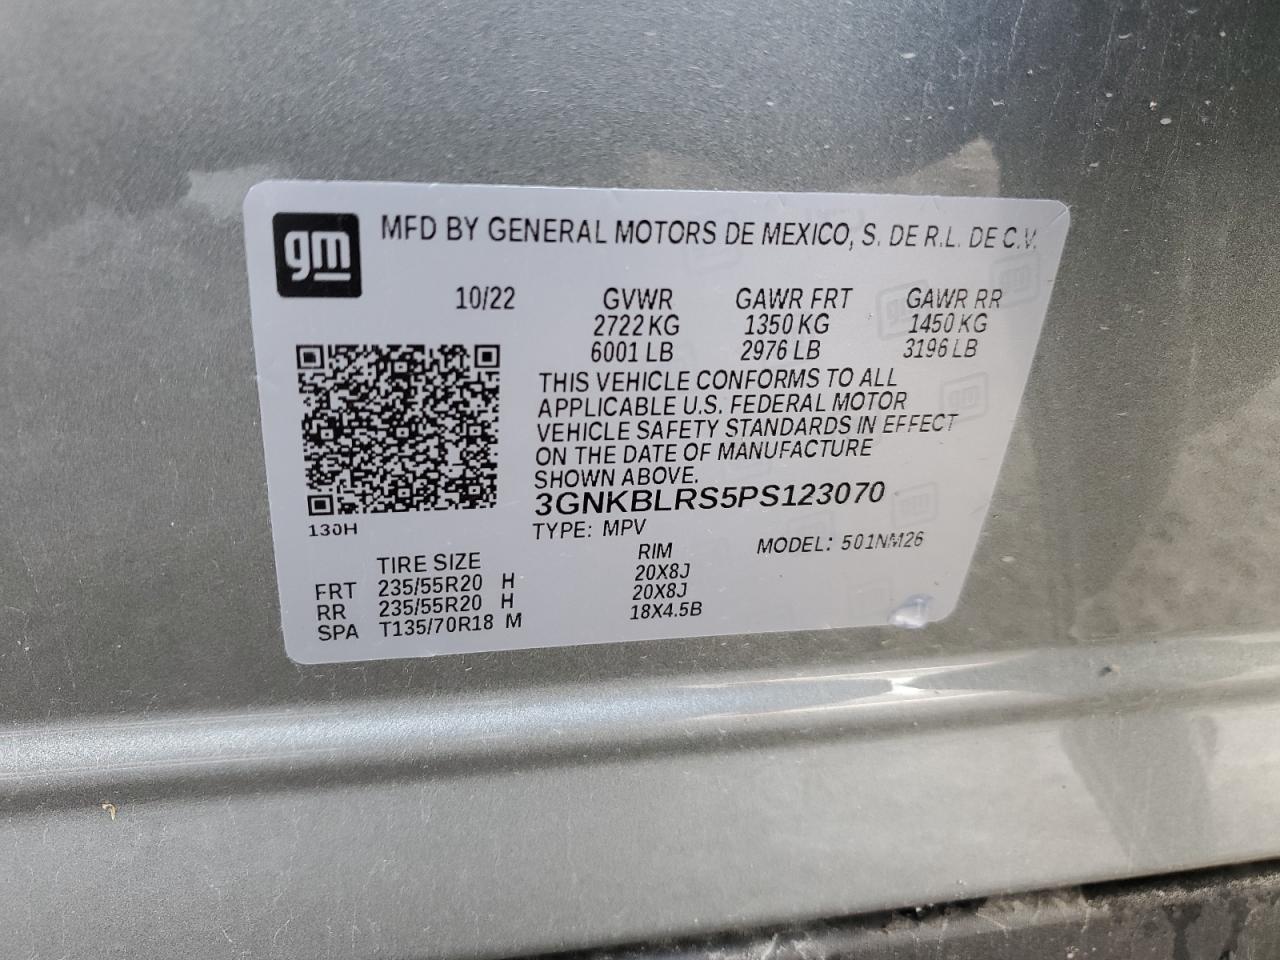 gm
MFD BY GENERAL MOTORS DE MEXICO, S. DE R.L. DE C.V.
10/22 GVWR GAWR FRT GAWR RR
2722 KG 1350 KG 1450 KG
6001 LB 2976 LB 3196 LB
THIS VEHICLE CONFORMS TO ALL
APPLICABLE U.S. FEDERAL MOTOR
VEHICLE SAFETY STANDARDS IN EFFECT
ON THE DATE OF MANUFACTURE
SHOWN ABOVE.
3GNKBLRS5PS123070
130H
TYPE: MPV MODEL: 501NM26
TIRE SIZE RIM
FRT 235/55R20 H 20X8J
RR 235/55R20 H 20X8J
SPA T135/70R18 M 18X4.5B